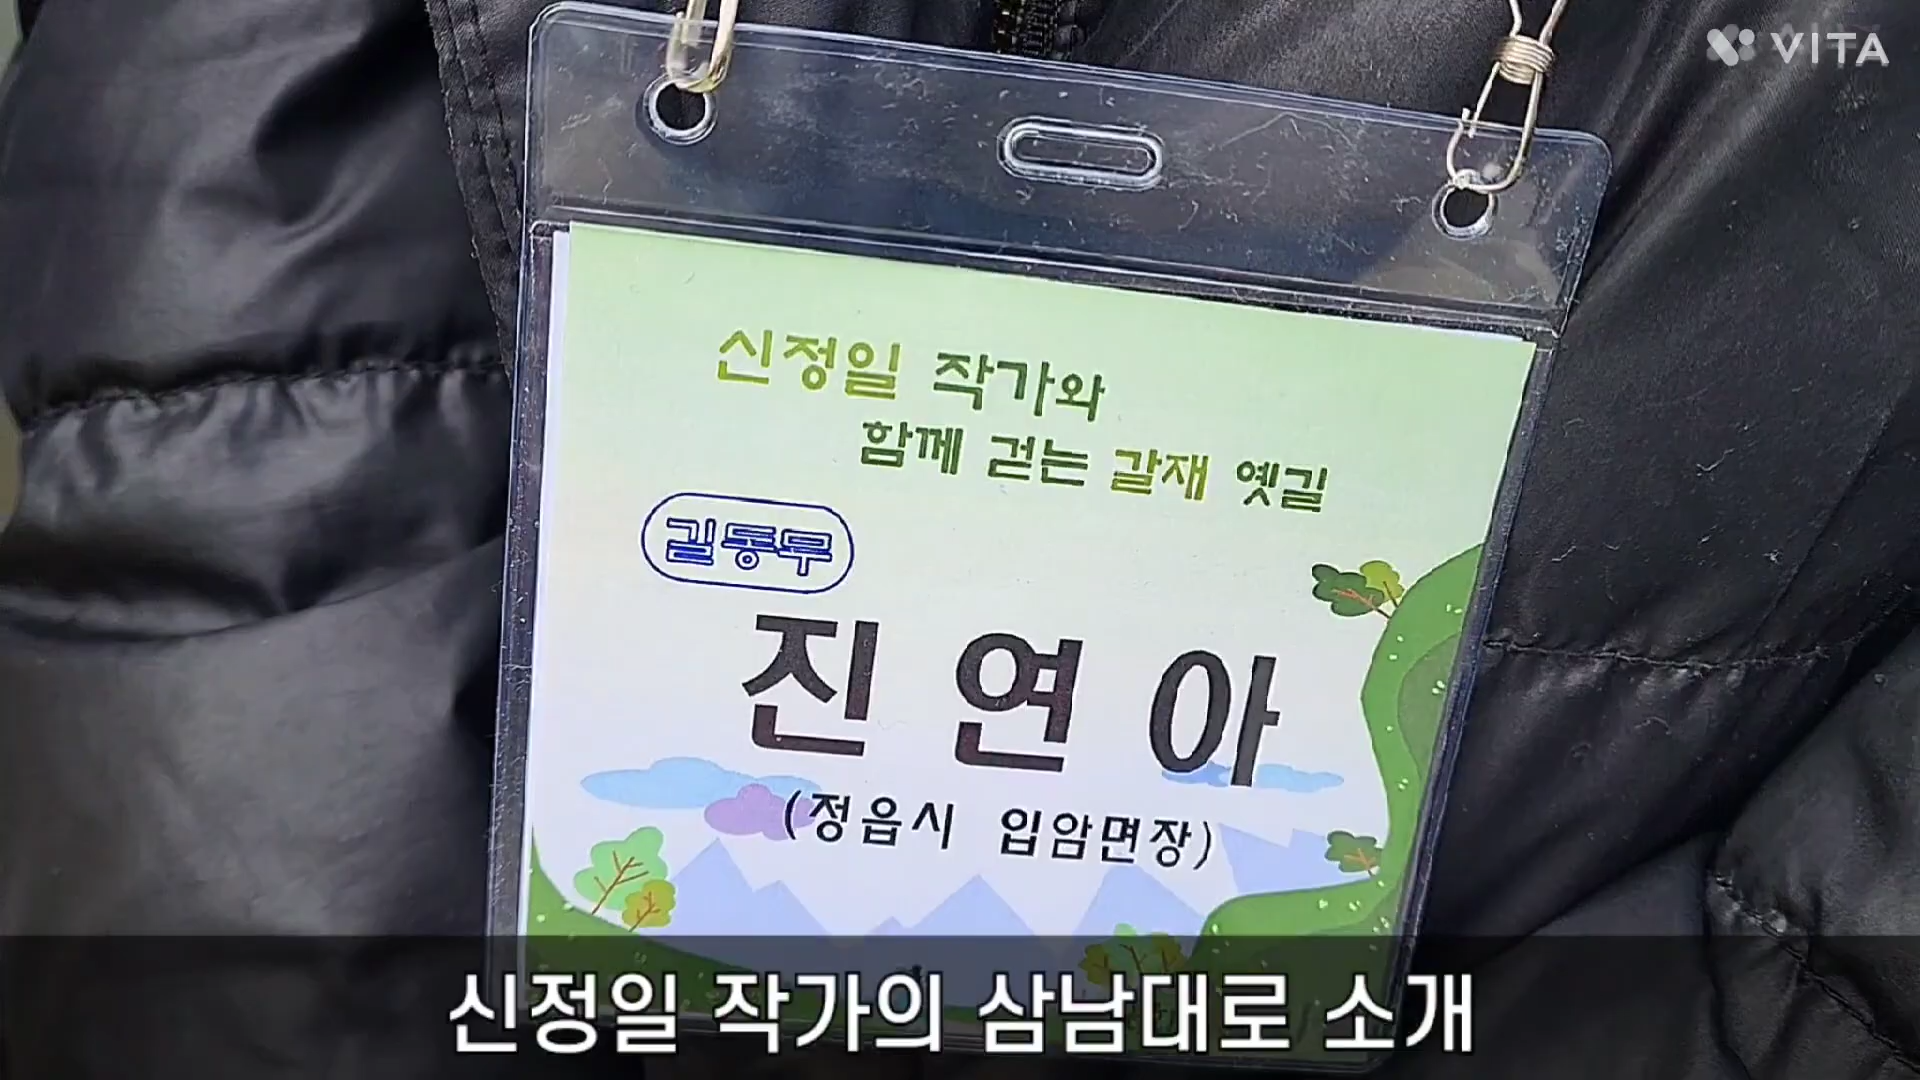 VITA
신정일 작가와
함께 걷는 갈재 옛길
길동무
진연아
(정읍시 입암면장)
신정일 작가의 삼남대로 소개